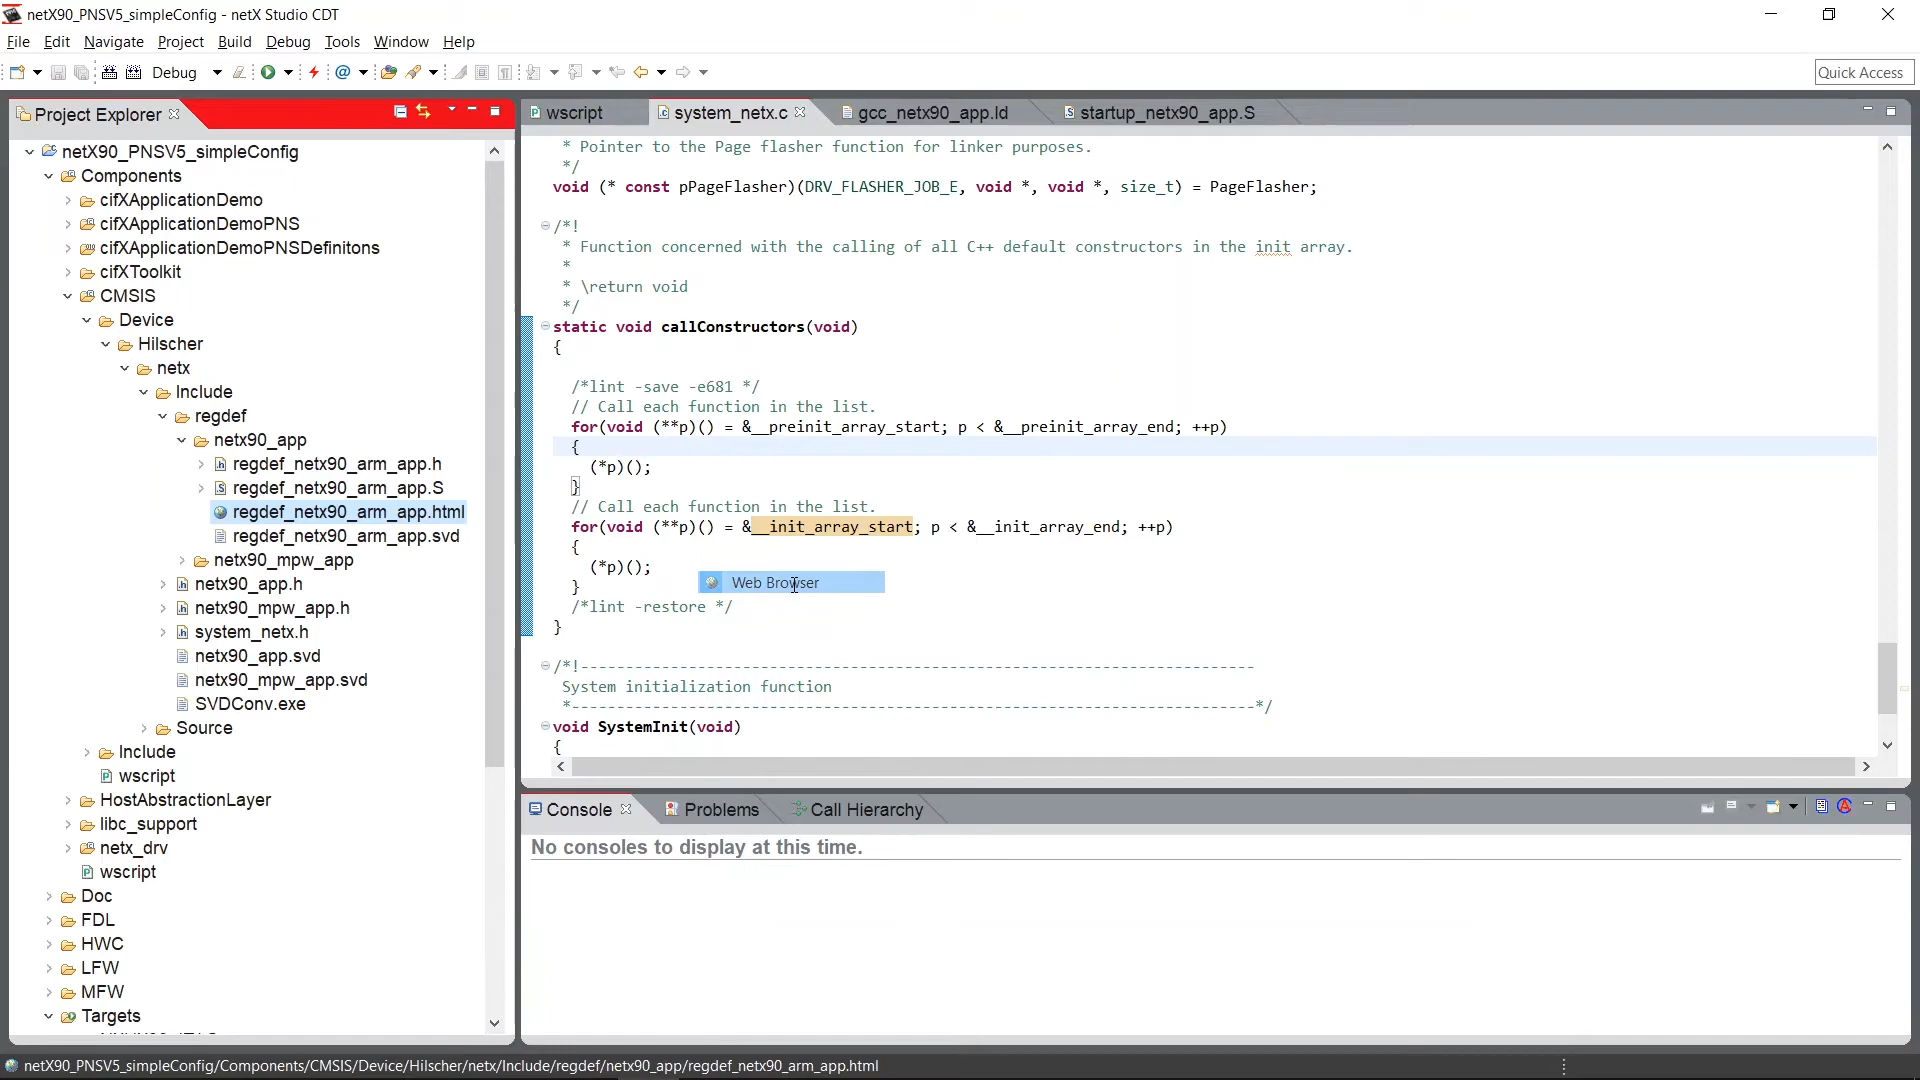 netX90_PNSV5_simpleConfig - netX Studio CDT
File Edit Navigate Project Build Debug Tools Window Help
Debug
Quick Access
Project Explorer
netX90_PNSV5_simpleConfig
Components
cifXApplicationDemo
cifXApplicationDemoPNS
cifXApplicationDemoPNSDefinitons
cifXToolkit
CMSIS
Device
Hilscher
netx
Include
regdef
netx90_app
regdef_netx90_arm_app.h
regdef_netx90_arm_app.S
regdef_netx90_arm_app.html
regdef_netx90_arm_app.svd
netx90_mpw_app
netx90_app.h
netx90_mpw_app.h
system_netx.h
netx90_app.svd
netx90_mpw_app.svd
SVDConv.exe
Source
Include
wscript
HostAbstractionLayer
libc_support
netx_drv
wscript
Doc
FDL
HWC
LFW
MFW
Targets
wscript system_netx.c gcc_netx90_app.ld startup_netx90_app.S
* Pointer to the Page flasher function for linker purposes.
*/
void (* const pPageFlasher)(DRV_FLASHER_JOB_E, void *, void *, size_t) = PageFlasher;
/*!
* Function concerned with the calling of all C++ default constructors in the init array.
*
* \return void
*/
static void callConstructors(void)
{
/*lint -save -e681 */
// Call each function in the list.
for(void (**p)() = &__preinit_array_start; p < &__preinit_array_end; ++p)
{
(*p)();
}
// Call each function in the list.
for(void (**p)() = &__init_array_start; p < &__init_array_end; ++p)
{
(*p)();
Web Browser
}
/*lint -restore */
}
/*!---------------------------------------------------------------------------
System initialization function
*----------------------------------------------------------------------------*/
void SystemInit(void)
{
Console Problems Call Hierarchy
No consoles to display at this time.
netX90_PNSV5_simpleConfig/Components/CMSIS/Device/Hilscher/netx/Include/regdef/netx90_app/regdef_netx90_arm_app.html